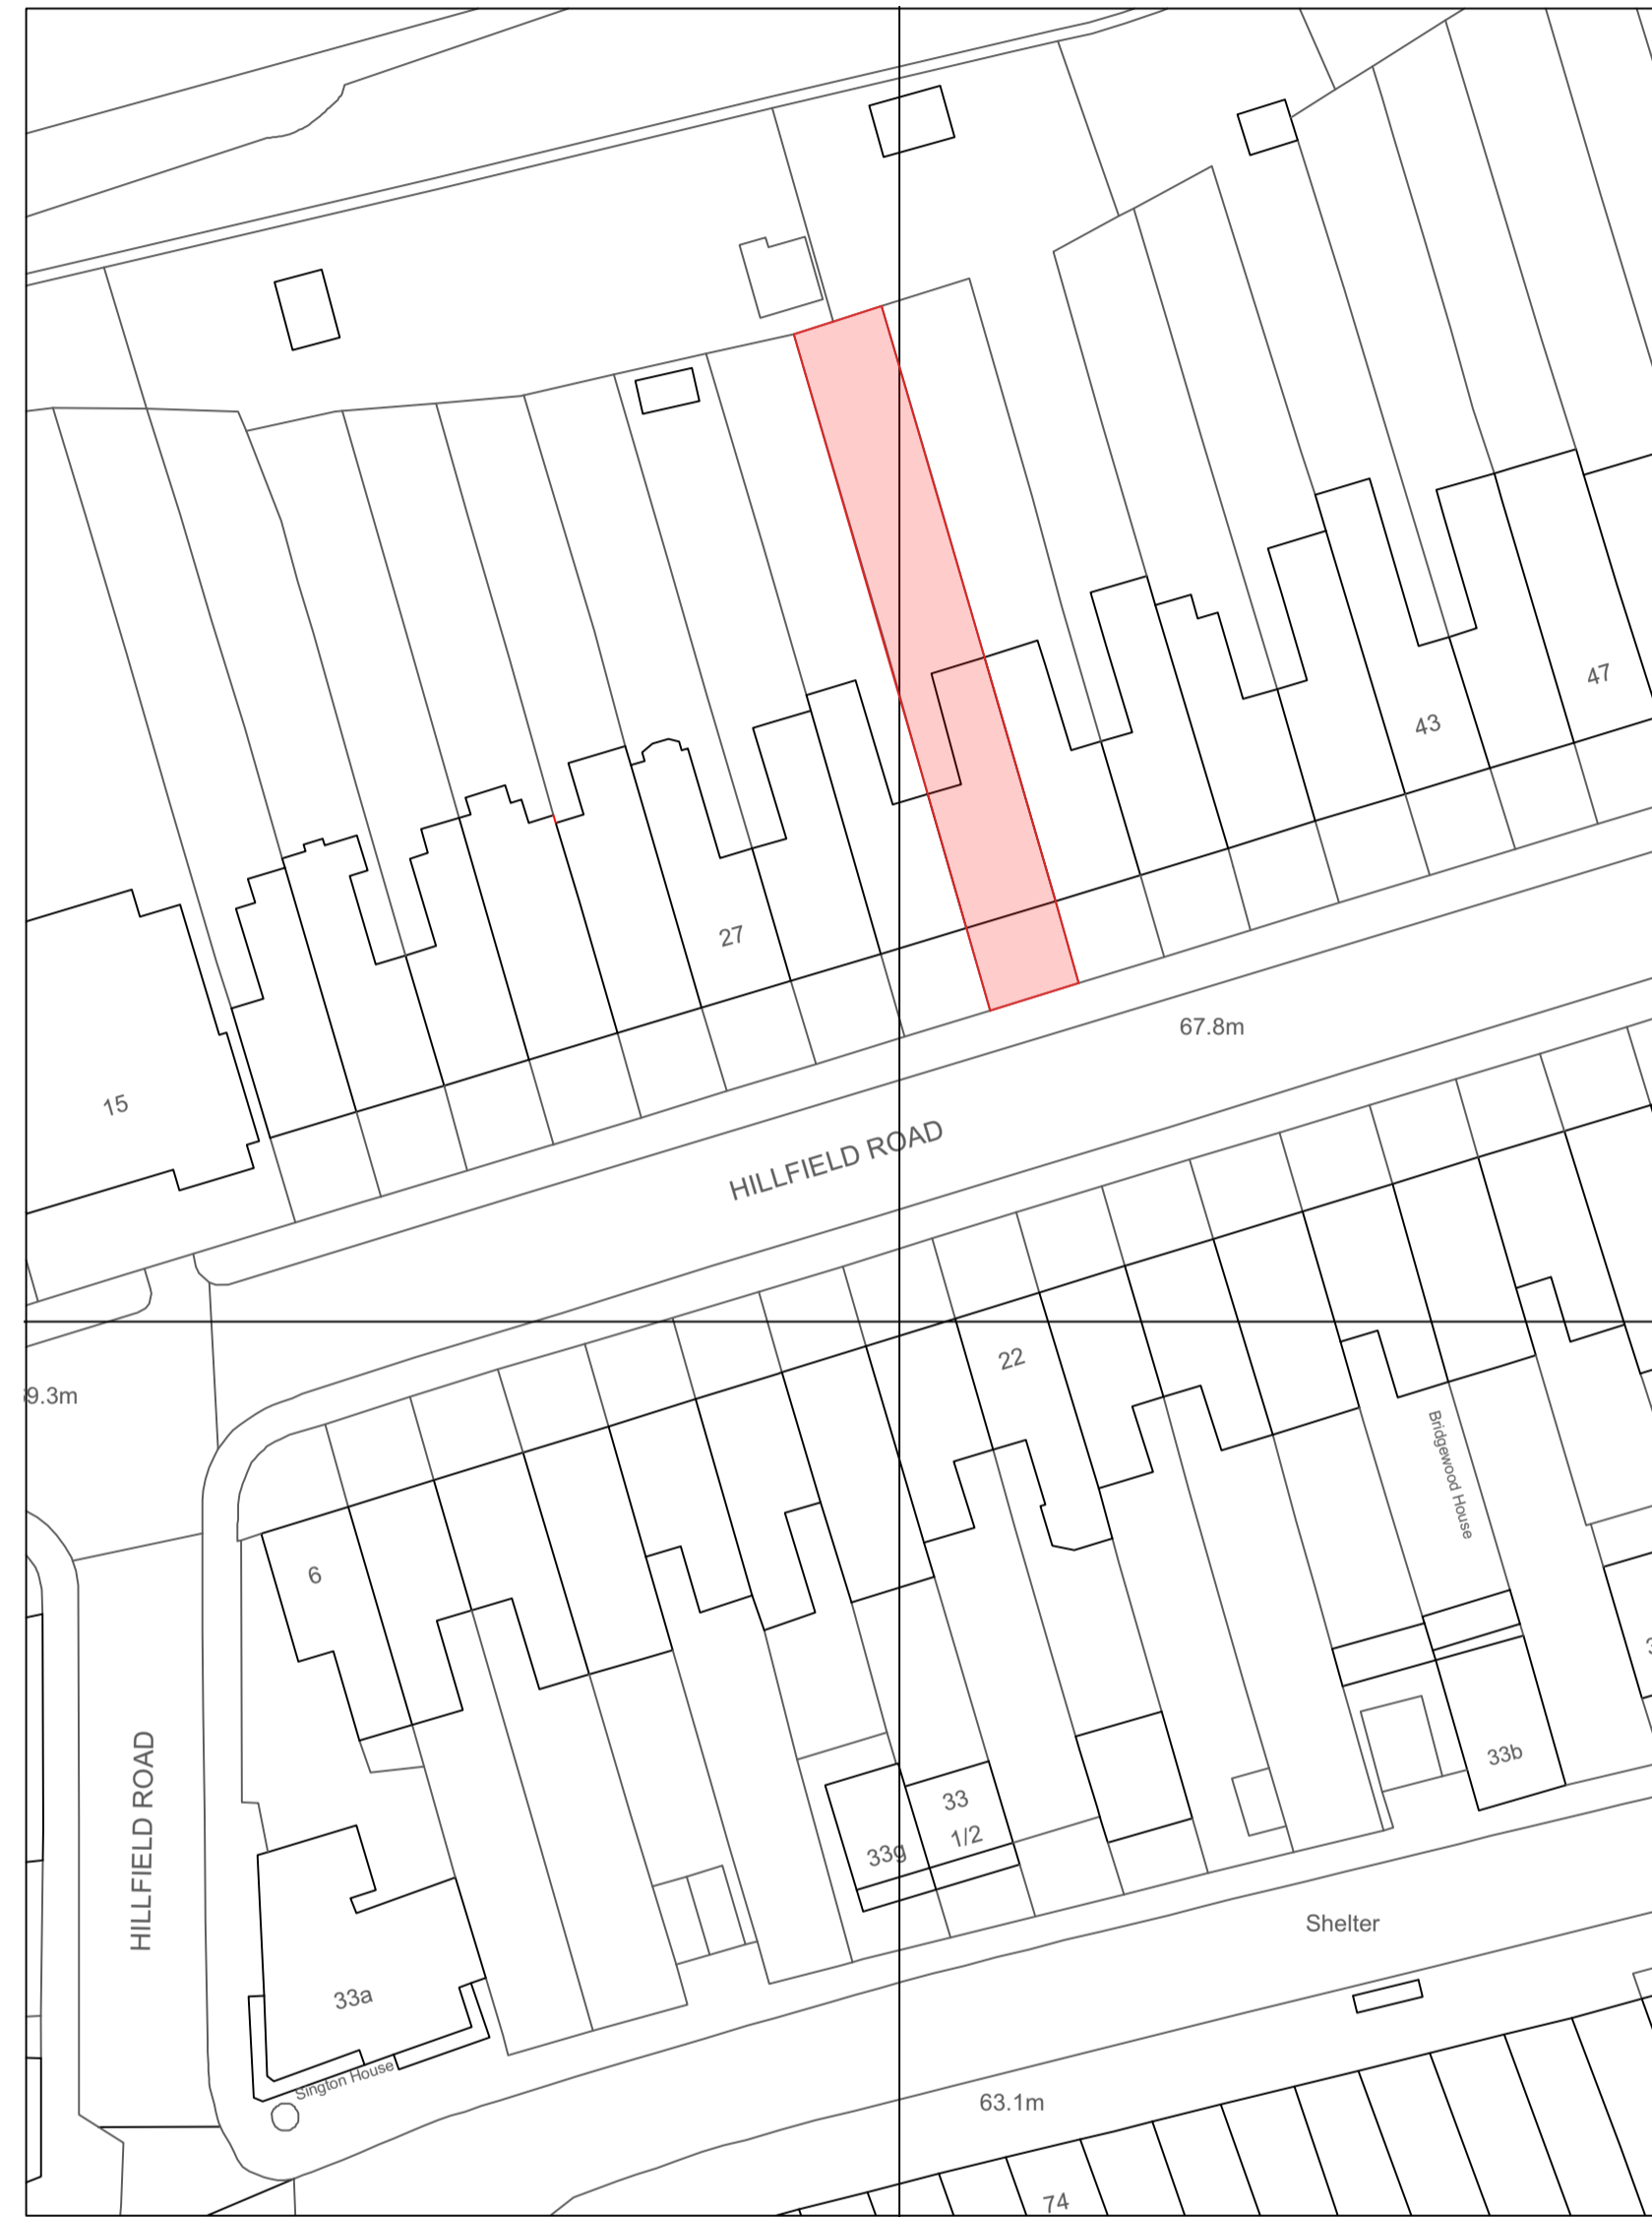 47
43
27
67.8m
15
HILLFIELD ROAD
22
9.3m
Bridgewood House
6
HILLFIELD ROAD
33b
33
1/2
33g
Shelter
33a
Sington House
63.1m
74